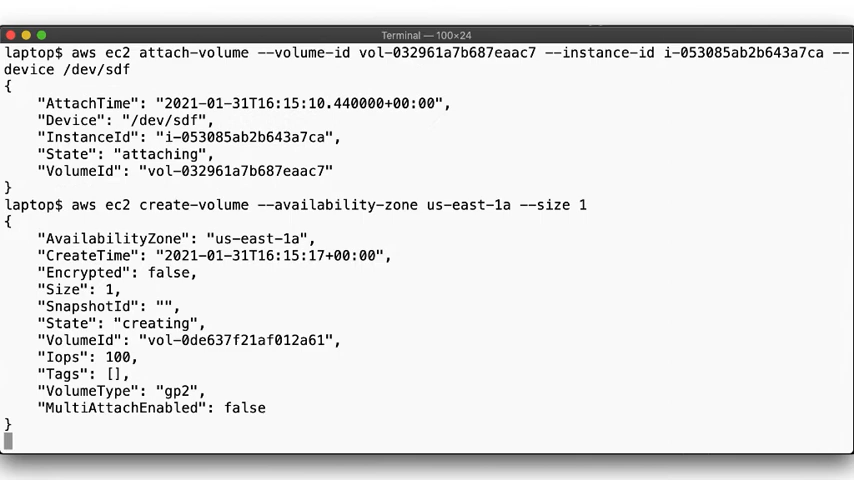 Terminal — 100×24
laptop$ aws ec2 attach-volume --volume-id vol-032961a7b687eaac7 --instance-id i-053085ab2b643a7ca --
device /dev/sdf
{
    "AttachTime": "2021-01-31T16:15:10.440000+00:00",
    "Device": "/dev/sdf",
    "InstanceId": "i-053085ab2b643a7ca",
    "State": "attaching",
    "VolumeId": "vol-032961a7b687eaac7"
}
laptop$ aws ec2 create-volume --availability-zone us-east-1a --size 1
{
    "AvailabilityZone": "us-east-1a",
    "CreateTime": "2021-01-31T16:15:17+00:00",
    "Encrypted": false,
    "Size": 1,
    "SnapshotId": "",
    "State": "creating",
    "VolumeId": "vol-0de637f21af012a61",
    "Iops": 100,
    "Tags": [],
    "VolumeType": "gp2",
    "MultiAttachEnabled": false
}